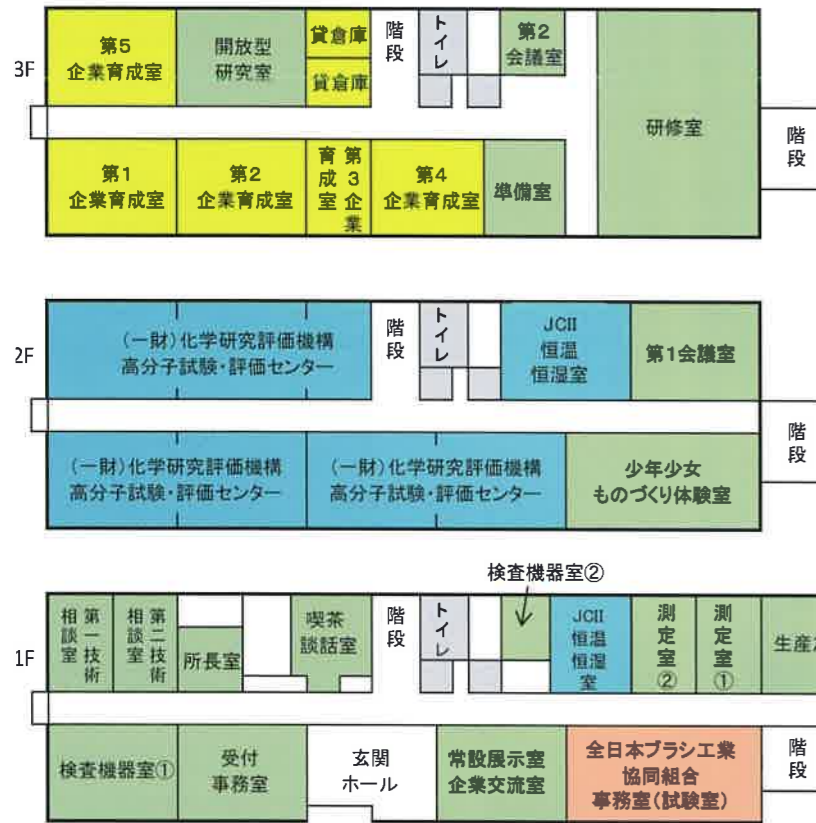 3F
第5
企業育成室
開放型
研究室
貸倉庫
貸倉庫
階段
トイレ
第2
会議室
研修室
階段
第1
企業育成室
第2
企業育成室
第3企業
育成室
第4
企業育成室
準備室
2F
(一財)化学研究評価機構
高分子試験・評価センター
階段
トイレ
JCII
恒温
恒湿室
第1会議室
階段
(一財)化学研究評価機構
高分子試験・評価センター
(一財)化学研究評価機構
高分子試験・評価センター
少年少女
ものづくり体験室
検査機器室②
1F
第一技術
相談室
第二技術
相談室
所長室
喫茶
談話室
階段
トイレ
JCII
恒温
恒湿
室
測定室②
測定室①
生産
検査機器室①
受付
事務室
玄関
ホール
常設展示室
企業交流室
全日本ブラシ工業
協同組合
事務室(試験室)
階段